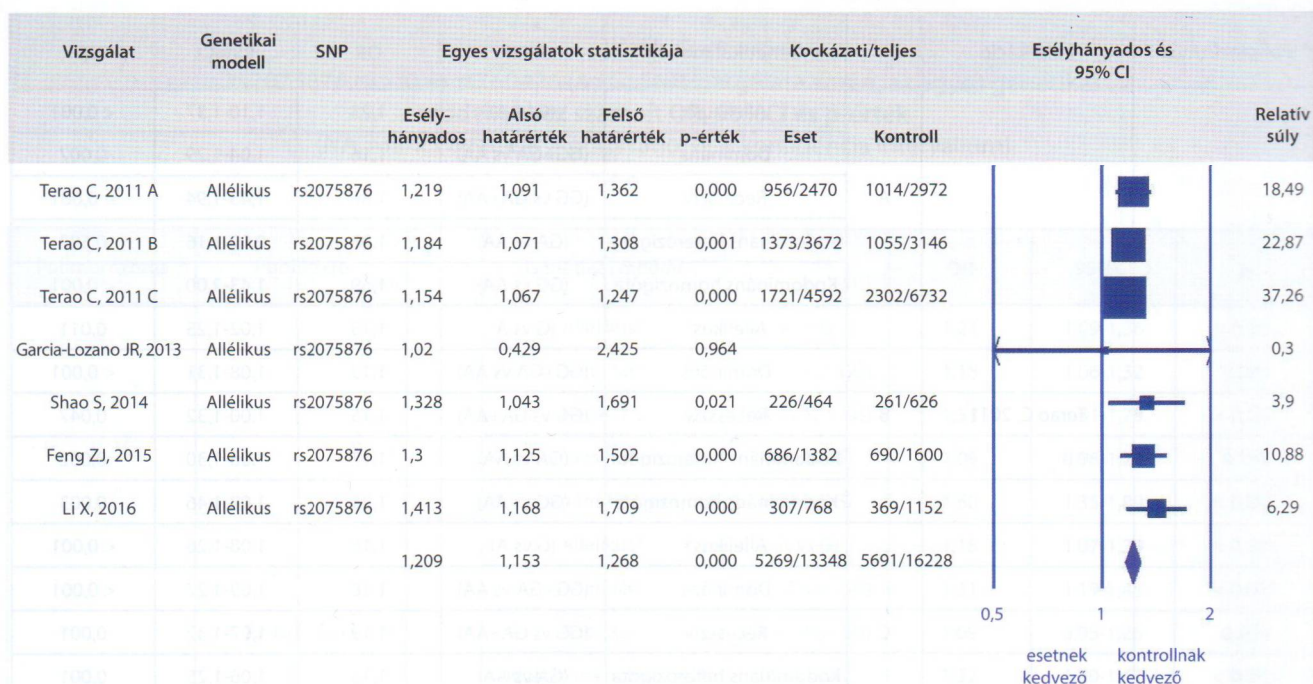 Vizsgálat Genetikai modell SNP Egyes vizsgálatok statisztikája Kockázati/teljes Esélyhányados és 95% CI
Esély-hányados Alsó határérték Felső határérték p-érték Eset Kontroll Relatív súly
Terao C, 2011 A Allélikus rs2075876 1,219 1,091 1,362 0,000 956/2470 1014/2972 18,49
Terao C, 2011 B Allélikus rs2075876 1,184 1,071 1,308 0,001 1373/3672 1055/3146 22,87
Terao C, 2011 C Allélikus rs2075876 1,154 1,067 1,247 0,000 1721/4592 2302/6732 37,26
Garcia-Lozano JR, 2013 Allélikus rs2075876 1,02 0,429 2,425 0,964 0,3
Shao S, 2014 Allélikus rs2075876 1,328 1,043 1,691 0,021 226/464 261/626 3,9
Feng ZJ, 2015 Allélikus rs2075876 1,3 1,125 1,502 0,000 686/1382 690/1600 10,88
Li X, 2016 Allélikus rs2075876 1,413 1,168 1,709 0,000 307/768 369/1152 6,29
1,209 1,153 1,268 0,000 5269/13348 5691/16228
0,5 1 2
esetnek kontrollnak
kedvező kedvező